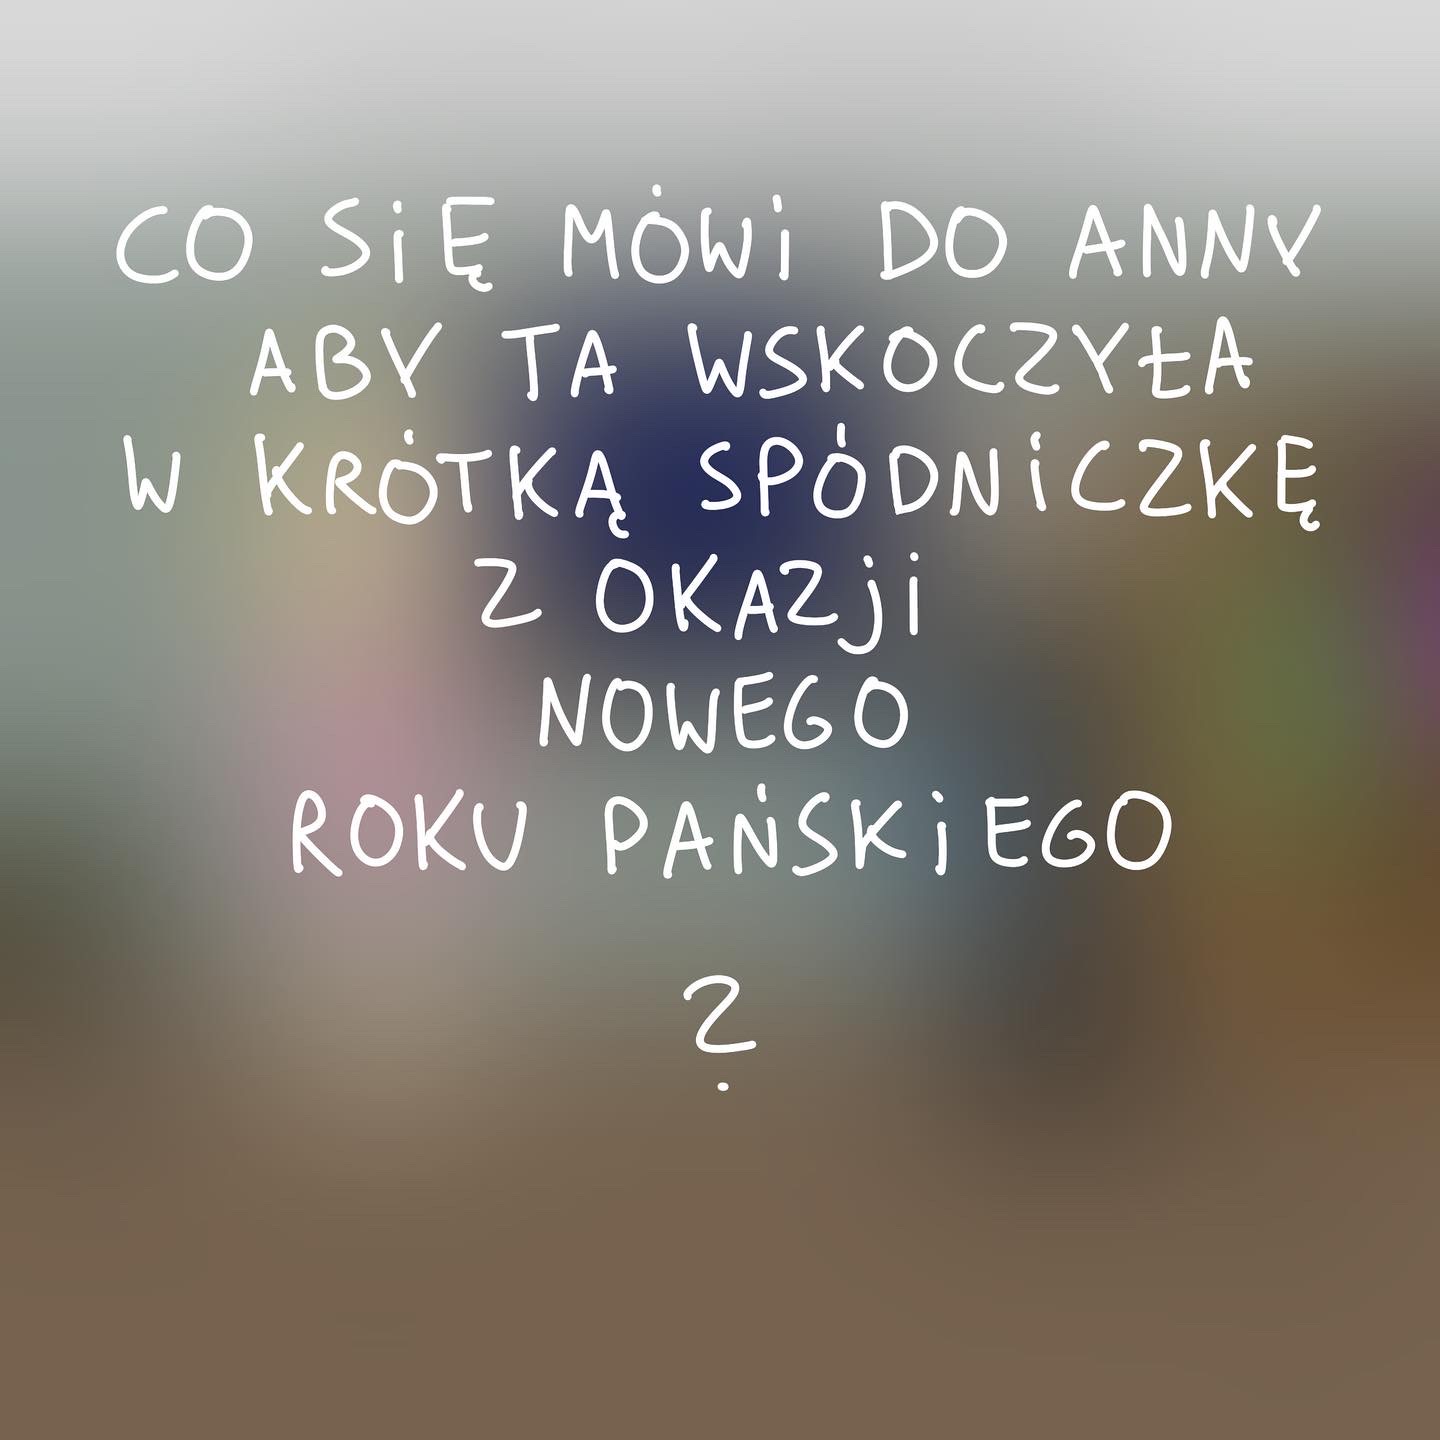 CO SiĘ MÓWi DO ANNY
ABY TA WSKOCZYŁA
W KRÓTKĄ SPÓDNiCZKĘ
Z OKAZji
NOWEGO
ROKU PAŃSKiEGO
?